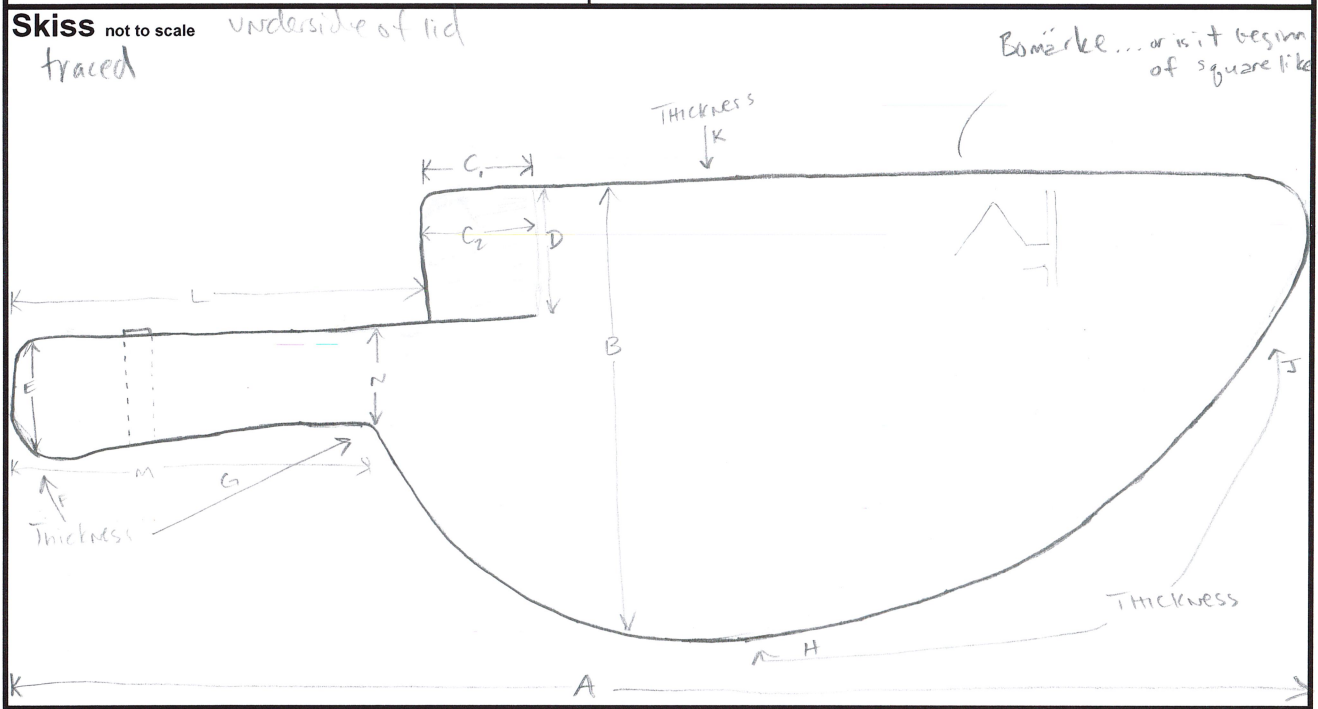 Skiss not to scale underside of lid
traced
Bomärke... or is it beginn
of square like
THICKNESS
K
C1
C2
D
L
B
E
N
J
M
G
F
Thickness
THICKNESS
H
A